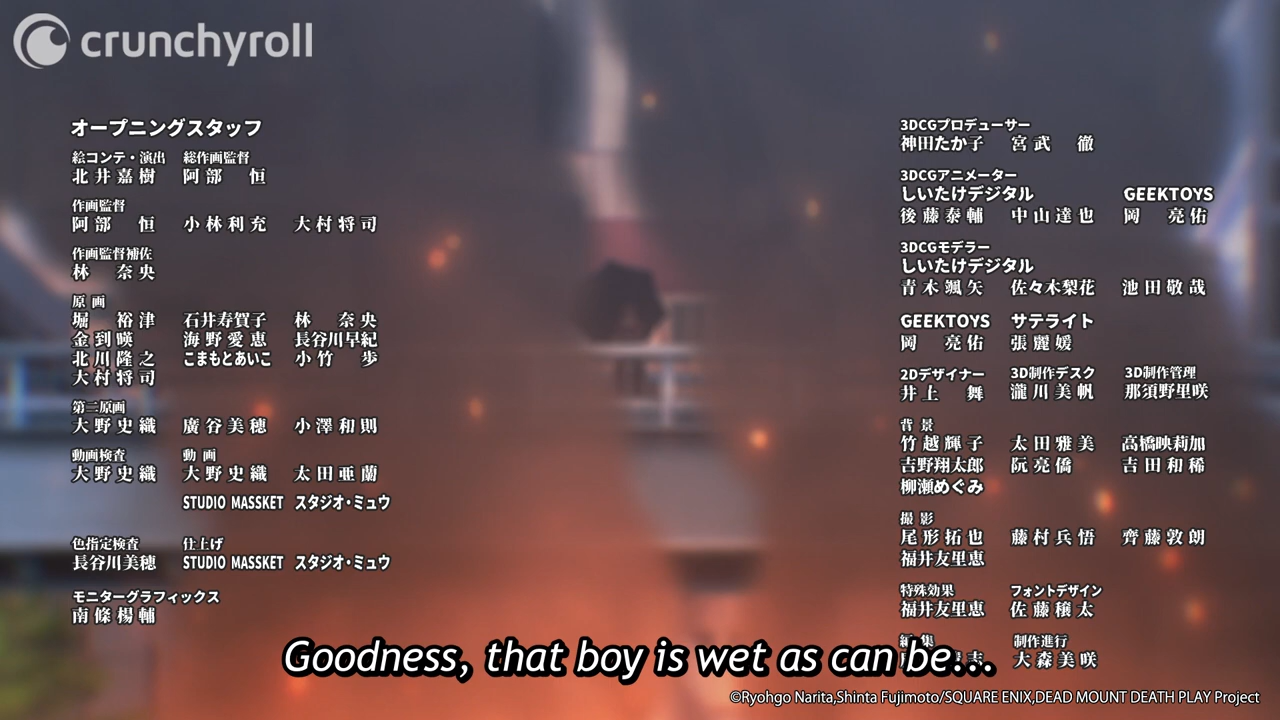 crunchyroll
オープニングスタッフ
絵コンテ・演出 総作画監督
北井嘉樹 阿部 恒
作画監督
阿部 恒 小林利充 大村将司
作画監督補佐
林 奈央
原画
堀 裕津 石井寿賀子 林 奈央
金到暎 海野愛恵 長谷川早紀
北川隆之 こまもとあいこ 小竹 歩
大村将司
第二原画
大野史織 廣谷美穂 小澤和則
動画検査 動画
大野史織 大野史織 太田亜蘭
STUDIO MASSKET スタジオ・ミュウ
色指定検査 仕上げ
長谷川美穂 STUDIO MASSKET スタジオ・ミュウ
モニターグラフィックス
南條楊輔
3DCGプロデューサー
神田たか子 宮武 徹
3DCGアニメーター
しいたけデジタル GEEKTOYS
後藤泰輔 中山達也 岡 亮佑
3DCGモデラー
しいたけデジタル
青木颯矢 佐々木梨花 池田敬哉
GEEKTOYS サテライト
岡 亮佑 張麗媛
2Dデザイナー 3D制作デスク 3D制作管理
井上 舞 瀧川美帆 那須野里咲
背景
竹越輝子 太田雅美 高橋映莉加
吉野翔太郎 阮亮僑 吉田和稀
柳瀬めぐみ
撮影
尾形拓也 藤村兵悟 齊藤敦朗
福井友里恵
特殊効果 フォントデザイン
福井友里恵 佐藤穣太
編集 制作進行
大森美咲
Goodness, that boy is wet as can be...
©Ryohgo Narita,Shinta Fujimoto/SQUARE ENIX,DEAD MOUNT DEATH PLAY Project